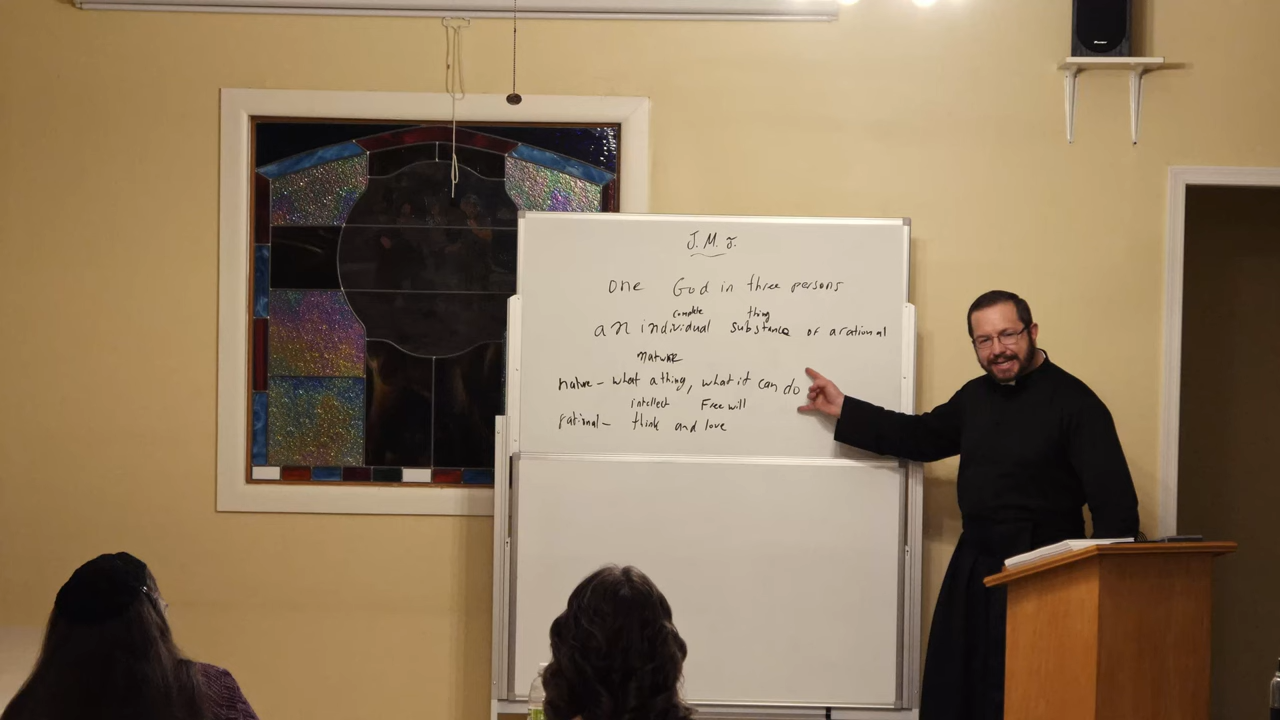 J. M. J.
one God in three persons
complete thing
an individual substance of a rational
nature
nature - what a thing, what it can do
intellect Free will
rational - think and love